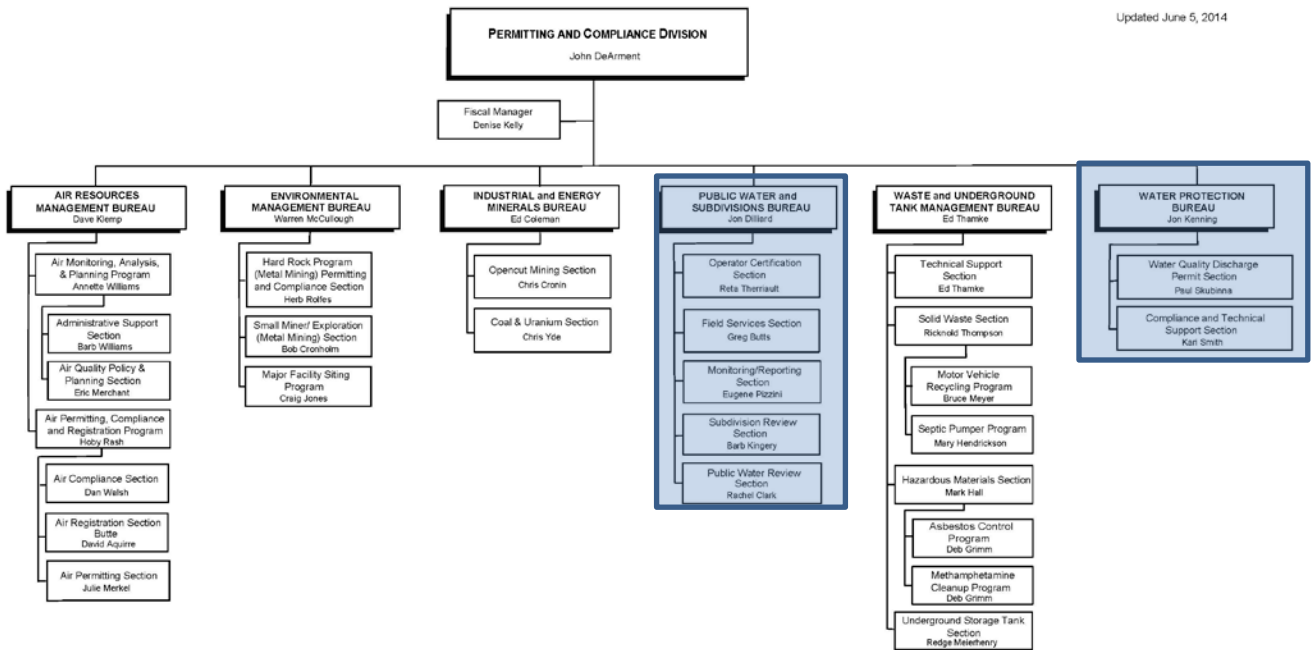 Updated June 5, 2014
PERMITTING AND COMPLIANCE DIVISION
John DeArment
Fiscal Manager
Denise Kelly
AIR RESOURCES
MANAGEMENT BUREAU
Dave Klemp
Air Monitoring, Analysis,
& Planning Program
Annette Williams
Administrative Support
Section
Barb Williams
Air Quality Policy &
Planning Section
Eric Merchant
Air Permitting, Compliance
and Registration Program
Hoby Rash
Air Compliance Section
Dan Walsh
Air Registration Section
Butte
David Aquirre
Air Permitting Section
Julie Merkel
ENVIRONMENTAL
MANAGEMENT BUREAU
Warren McCullough
Hard Rock Program
(Metal Mining) Permitting
and Compliance Section
Herb Rolfes
Small Miner/ Exploration
(Metal Mining) Section
Bob Cronholm
Major Facility Siting
Program
Craig Jones
INDUSTRIAL and ENERGY
MINERALS BUREAU
Ed Coleman
Opencut Mining Section
Chris Cronin
Coal & Uranium Section
Chris Yde
PUBLIC WATER and
SUBDIVISIONS BUREAU
Jon Dilliard
Operator Certification
Section
Reta Therriault
Field Services Section
Greg Butts
Monitoring/Reporting
Section
Eugene Pizzini
Subdivision Review
Section
Barb Kingery
Public Water Review
Section
Rachel Clark
WASTE and UNDERGROUND
TANK MANAGEMENT BUREAU
Ed Thamke
Technical Support
Section
Ed Thamke
Solid Waste Section
Ricknold Thompson
Motor Vehicle
Recycling Program
Bruce Meyer
Septic Pumper Program
Mary Hendrickson
Hazardous Materials Section
Mark Hall
Asbestos Control
Program
Deb Grimm
Methamphetamine
Cleanup Program
Deb Grimm
Underground Storage Tank
Section
Redge Meierhenry
WATER PROTECTION
BUREAU
Jon Kenning
Water Quality Discharge
Permit Section
Paul Skubinna
Compliance and Technical
Support Section
Kari Smith